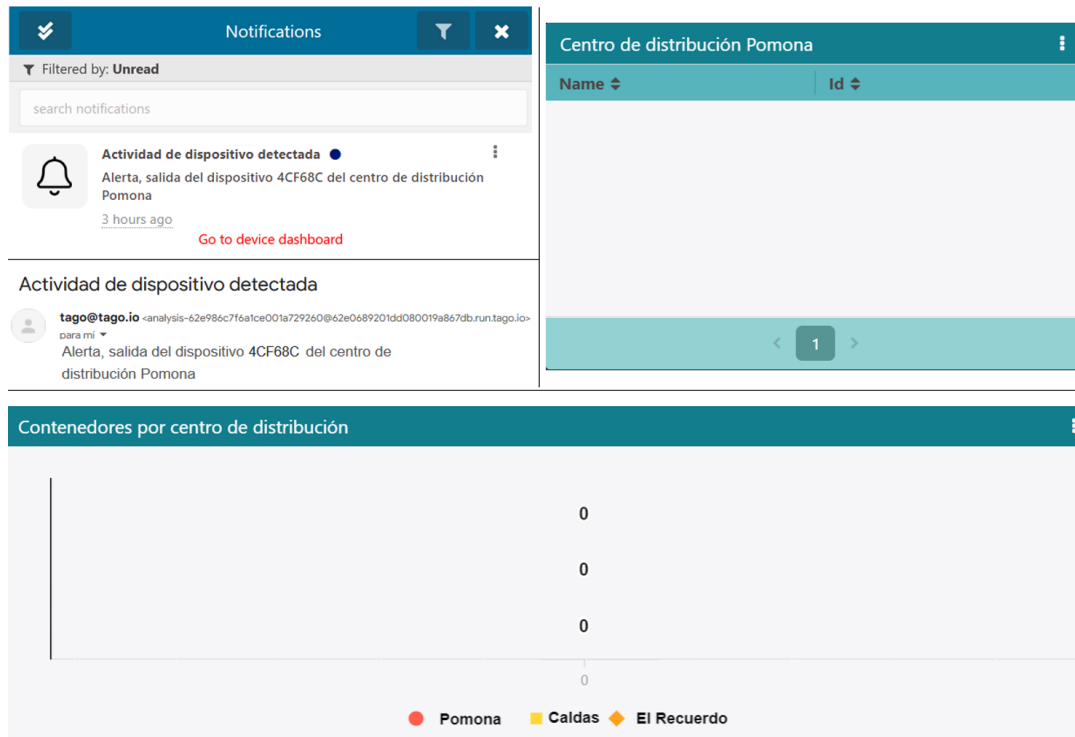 Notifications
Filtered by: Unread
search notifications
Actividad de dispositivo detectada
Alerta, salida del dispositivo 4CF68C del centro de distribución
Pomona
3 hours ago
Go to device dashboard
Actividad de dispositivo detectada
tago@tago.io <analysis-62e986c7f6a1ce001a729260@62e0689201dd080019a867db.run.tago.io>
para mí
Alerta, salida del dispositivo 4CF68C del centro de
distribución Pomona
Centro de distribución Pomona
Name Id
1
Contenedores por centro de distribución
0
0
0
0
Pomona Caldas El Recuerdo